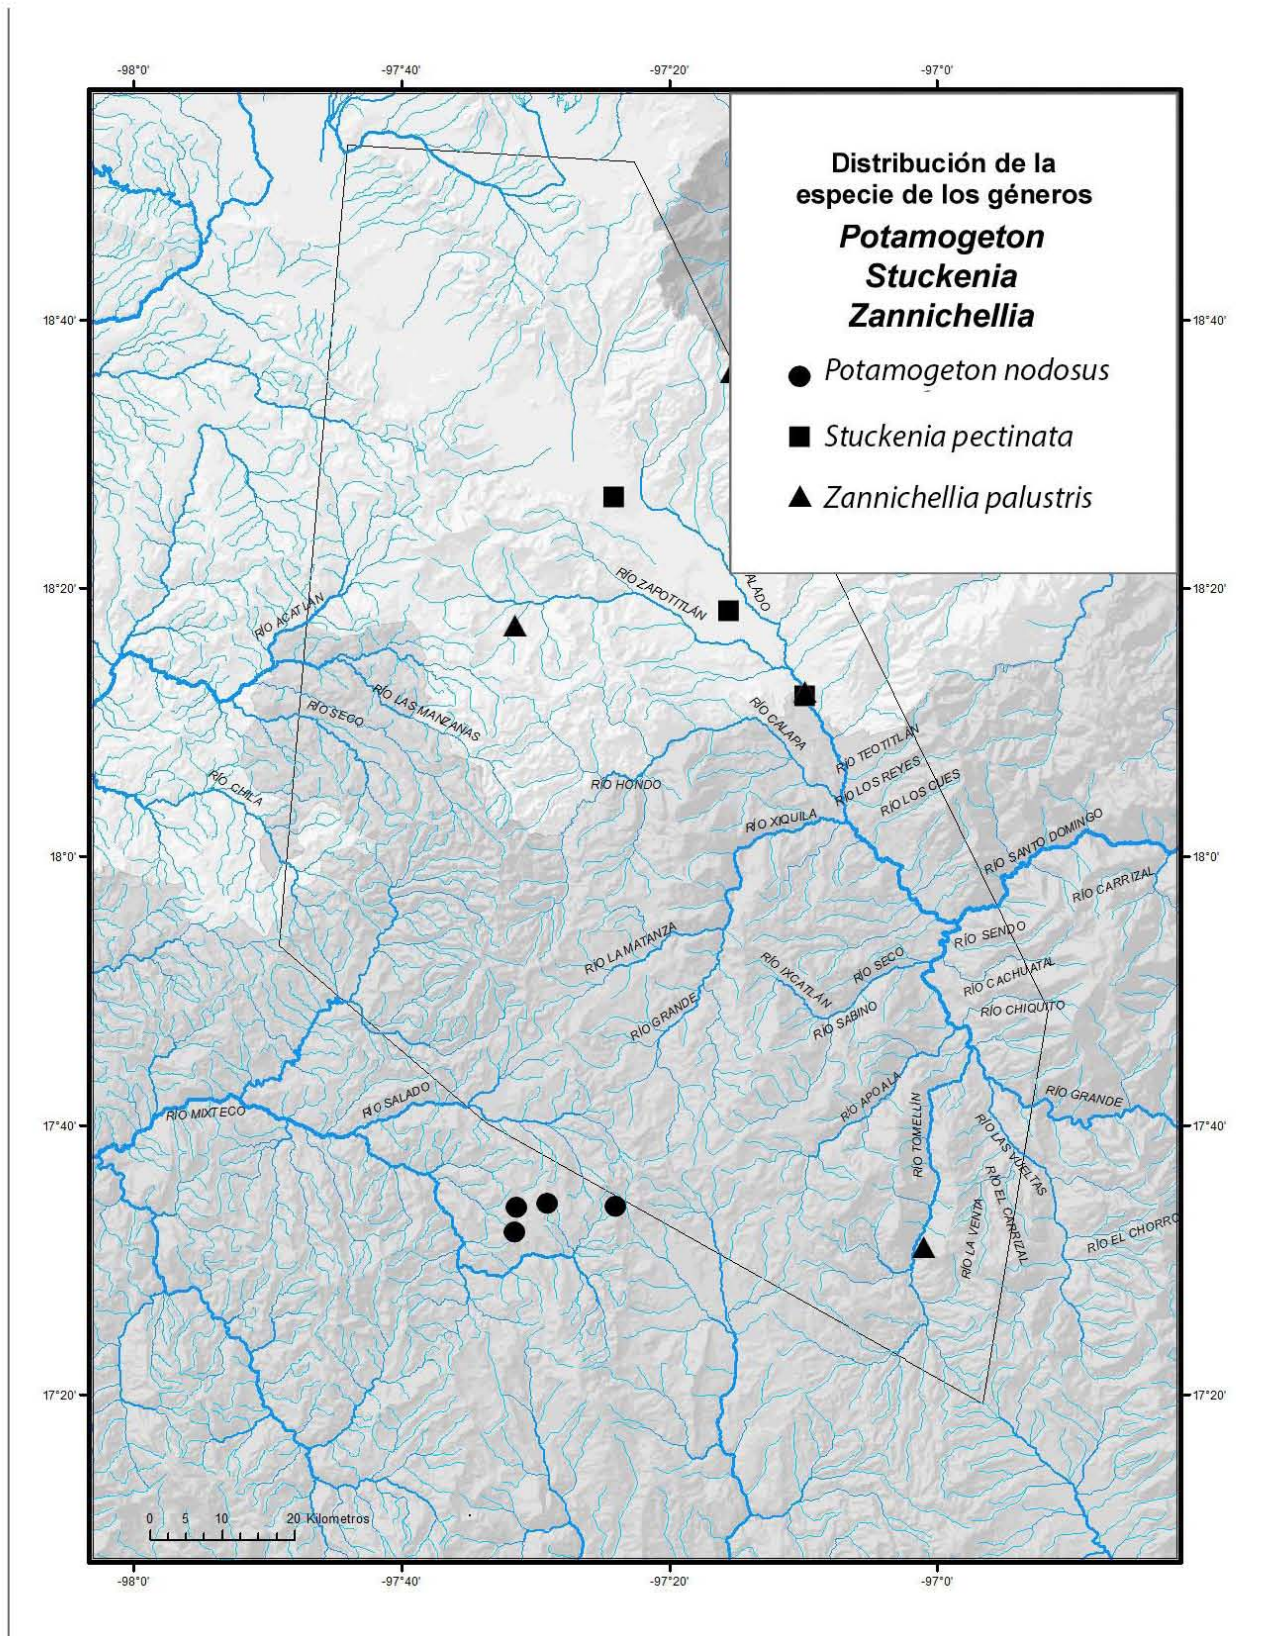 -98°0'
-97°40'
-97°20'
-97°0'
Distribución de la
especie de los géneros
Potamogeton
Stuckenia
Zannichellia
Potamogeton nodosus
Stuckenia pectinata
Zannichellia palustris
18°40'
18°40'
18°20'
18°20'
RÍO ZAPOTITLÁN
ALADO
RÍO ACATLÁN
RÍO LAS MANZANAS
RÍO SECO
RÍO CALAPA
RÍO TEOTITLÁN
RÍO CHILA
RÍO HONDO
RÍO LOS REYES
RÍO LOS CUES
RÍO XIQUILA
RÍO SANTO DOMINGO
18°0'
18°0'
RÍO CARRIZAL
RÍO LA MATANZA
RÍO SENDO
RÍO IXCATLÁN
RÍO SECO
RÍO CACHUATAL
RÍO GRANDE
RÍO SABINO
RÍO CHIQUITO
RÍO APOALA
RÍO SALADO
RÍO MIXTECO
RÍO GRANDE
17°40'
17°40'
RÍO TOMELLÍN
RÍO LAS VUELTAS
RÍO EL CARRIZAL
RÍO LA VENTA
RÍO EL CHORRO
17°20'
17°20'
0 5 10 20 Kilometros
-98°0'
-97°40'
-97°20'
-97°0'